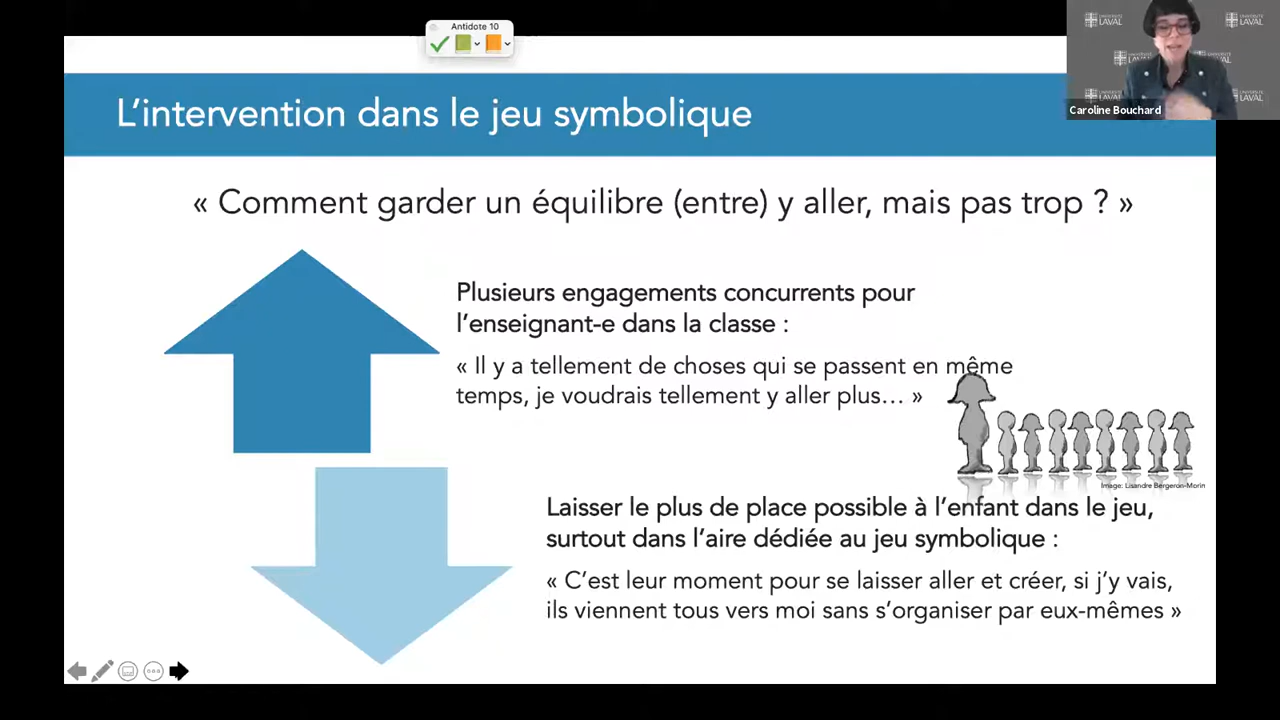 Antidote 10
UNIVERSITÉ
LAVAL
UNIVERSITÉ
LAVAL
LAVAL
Caroline Bouchard
L’intervention dans le jeu symbolique
« Comment garder un équilibre (entre) y aller, mais pas trop ? »
Plusieurs engagements concurrents pour
l’enseignant-e dans la classe :
« Il y a tellement de choses qui se passent en même
temps, je voudrais tellement y aller plus… »
Image: Lisandre Bergeron-Morin
Laisser le plus de place possible à l’enfant dans le jeu,
surtout dans l’aire dédiée au jeu symbolique :
« C’est leur moment pour se laisser aller et créer, si j’y vais,
ils viennent tous vers moi sans s’organiser par eux-mêmes »